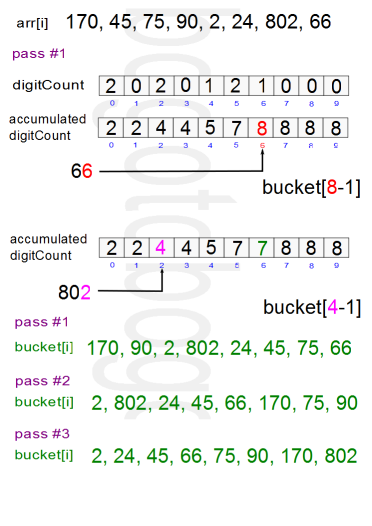 arr[i] 170, 45, 75, 90, 2, 24, 802, 66
pass #1
digitCount 2 0 2 0 1 2 1 0 0 0
0 1 2 3 4 5 6 7 8 9
accumulated
digitCount 2 2 4 4 5 7 8 8 8 8
0 1 2 3 4 5 6 7 8 9
66
bucket[8-1]
accumulated
digitCount 2 2 4 4 5 7 7 8 8 8
0 1 2 3 4 5 6 7 8 9
802
bucket[4-1]
pass #1
bucket[i] 170, 90, 2, 802, 24, 45, 75, 66
pass #2
bucket[i] 2, 802, 24, 45, 66, 170, 75, 90
pass #3
bucket[i] 2, 24, 45, 66, 75, 90, 170, 802